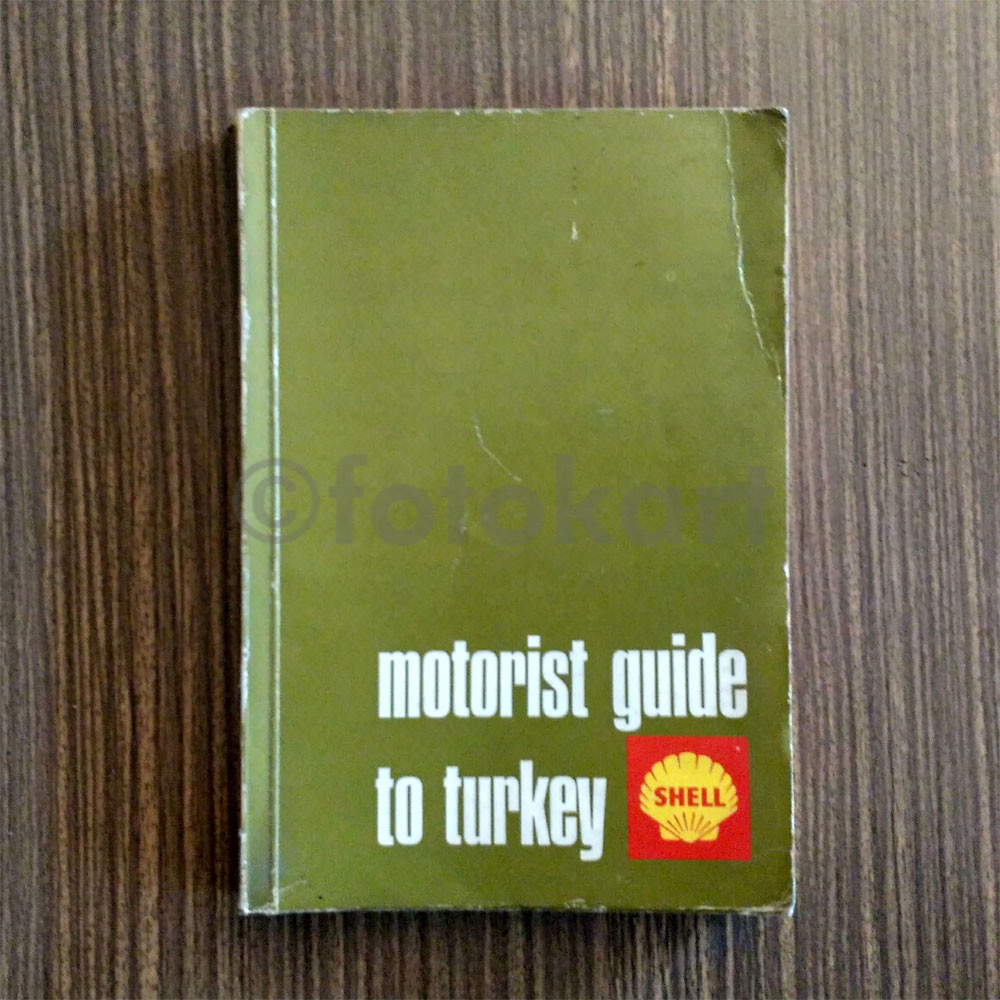 ©fotokart
motorist guide
to turkey
SHELL